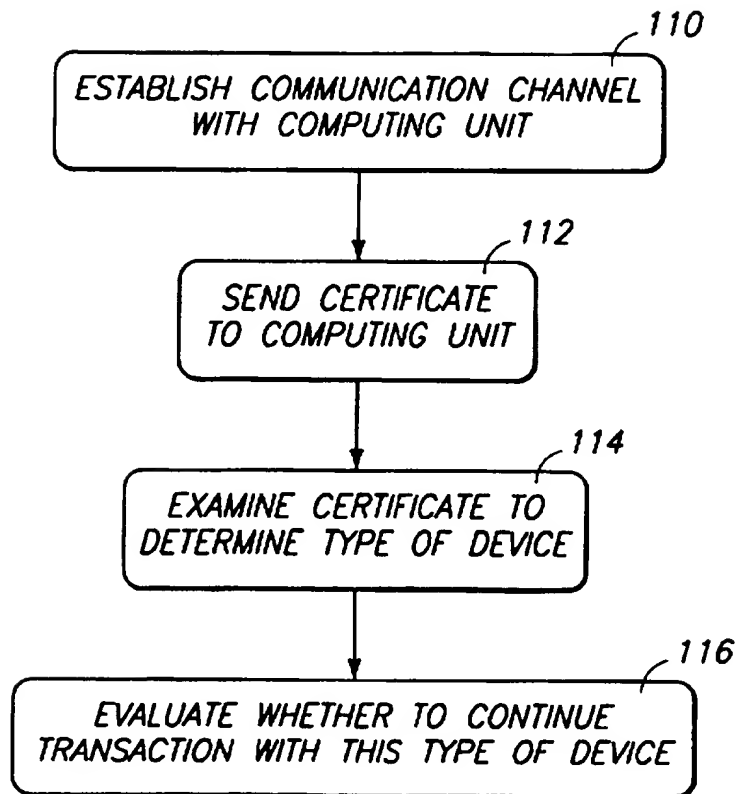 110
ESTABLISH COMMUNICATION CHANNEL
WITH COMPUTING UNIT
112
SEND CERTIFICATE
TO COMPUTING UNIT
114
EXAMINE CERTIFICATE TO
DETERMINE TYPE OF DEVICE
116
EVALUATE WHETHER TO CONTINUE
TRANSACTION WITH THIS TYPE OF DEVICE